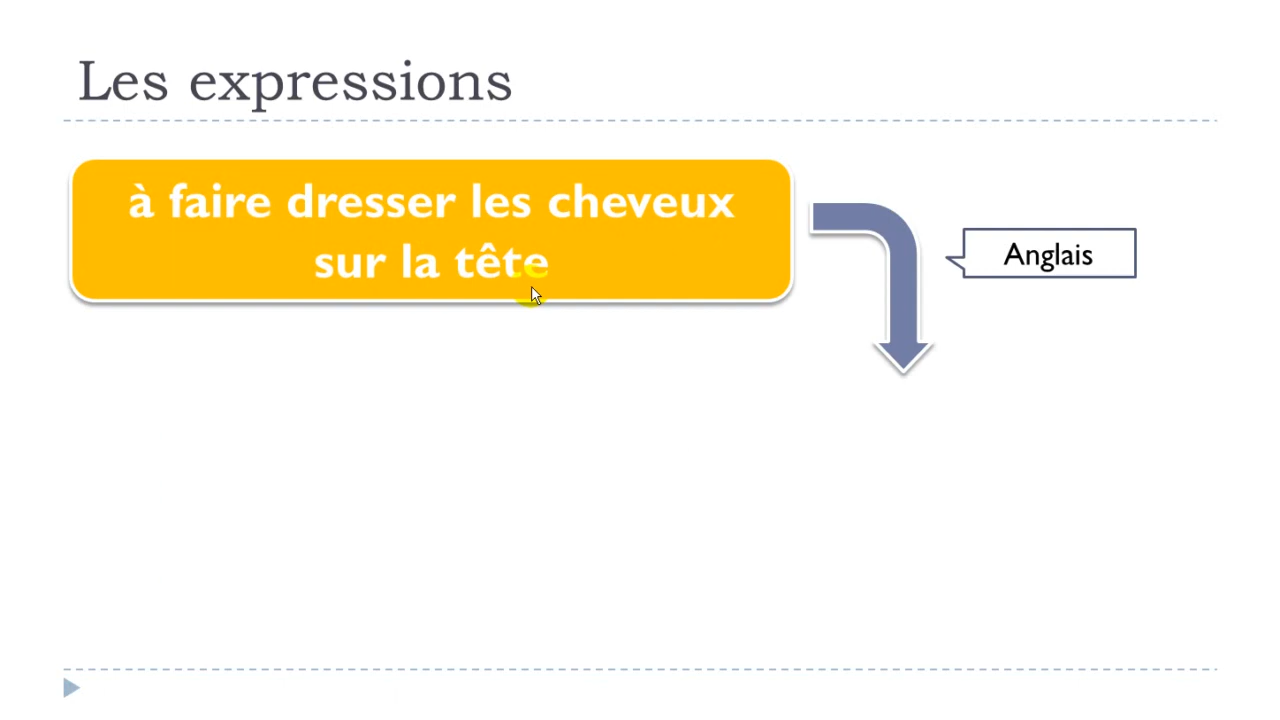 Les expressions
à faire dresser les cheveux
sur la tête
Anglais